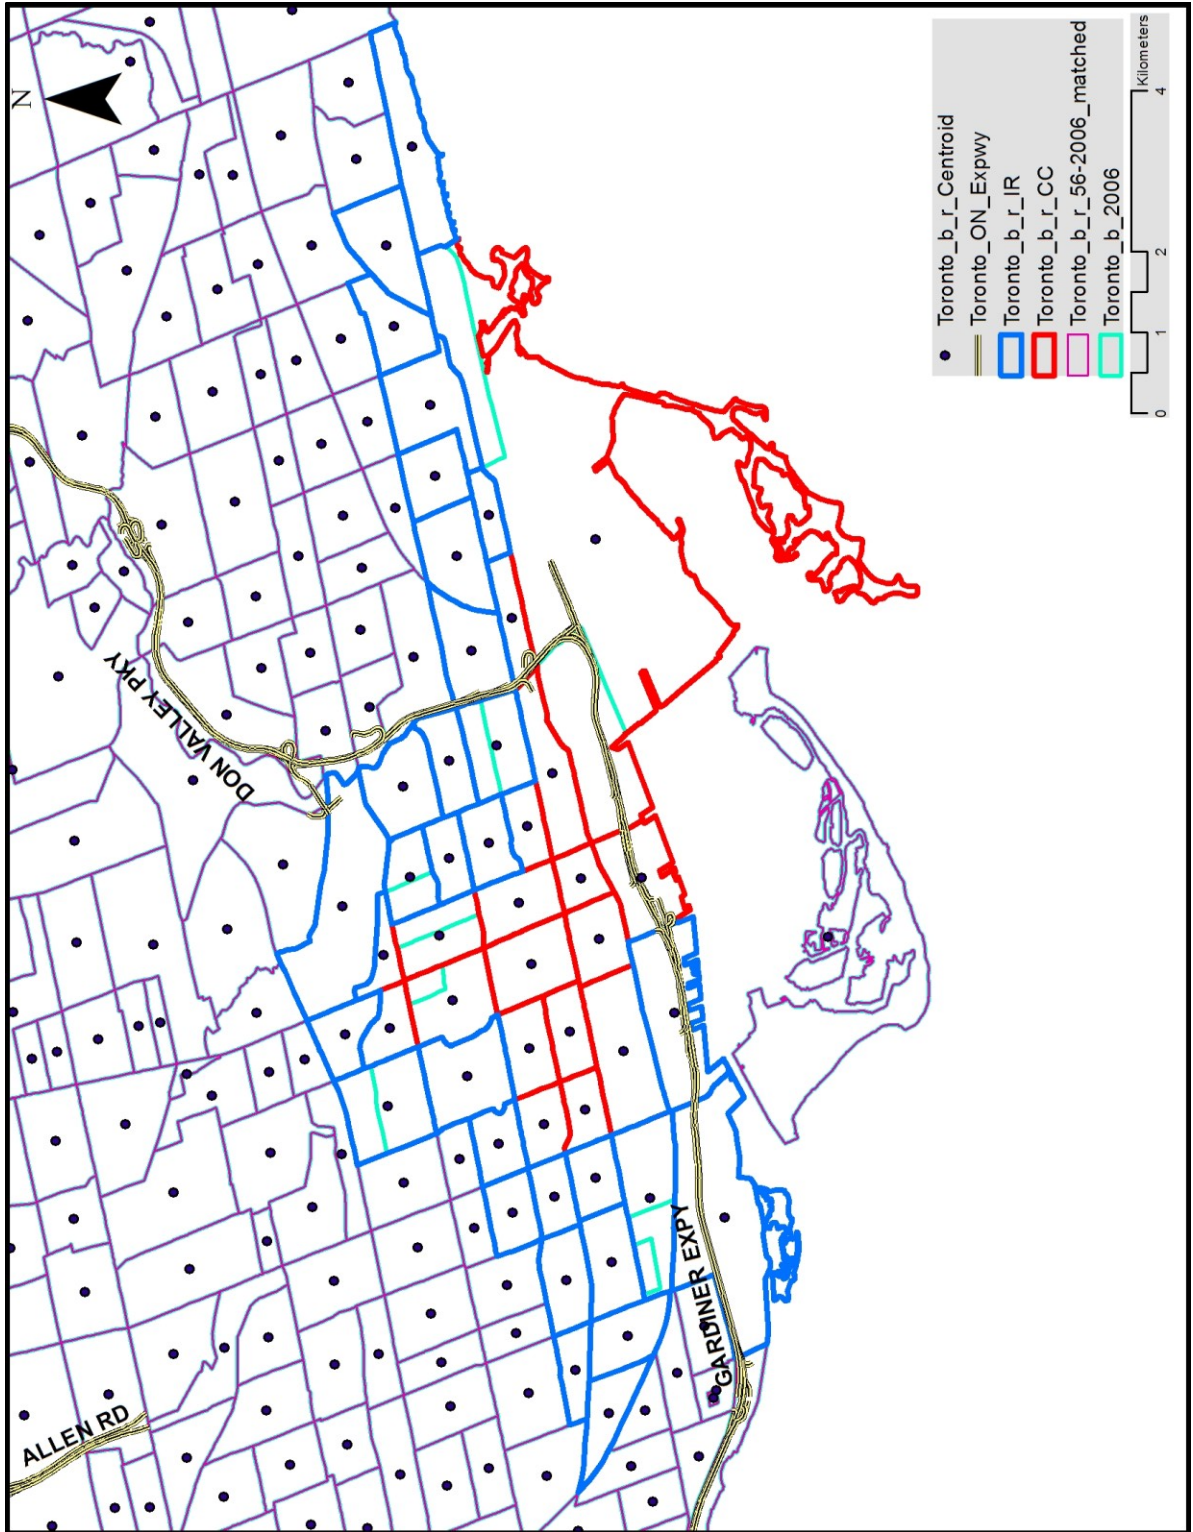 N
DON VALLEY PKY
ALLEN RD
GARDINER EXPY
Toronto_b_r_Centroid
Toronto_ON_Expwy
Toronto_b_r_IR
Toronto_b_r_CC
Toronto_b_r_56-2006_matched
Toronto_b_2006
0 1 2 4
Kilometers